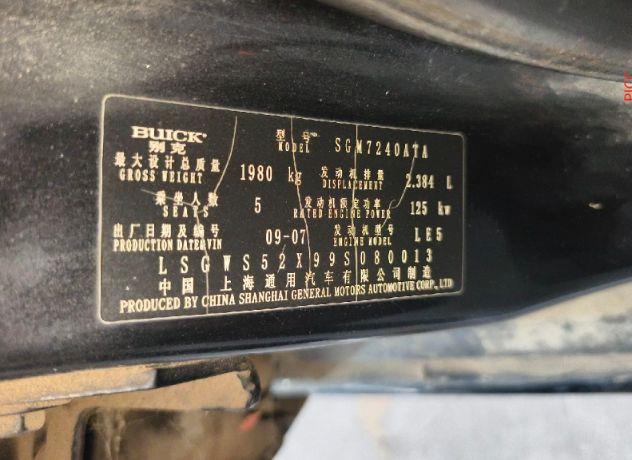 BUICK 别克 型号 MODEL SGM7240ATA
最大设计总质量 GROSS WEIGHT 1980 kg 发动机排量 DISPLACEMENT 2.384 L
乘坐人数 SEATS 5 发动机额定功率 RATED ENGINE POWER 125 kw
出厂日期及编号 PRODUCTION DATE&VIN 09-07 发动机型号 ENGINE MODEL LE5
LSGWS52X99S080013
中国 上海通用汽车有限公司制造
PRODUCED BY CHINA SHANGHAI GENERAL MOTORS AUTOMOTIVE CORP., LTD